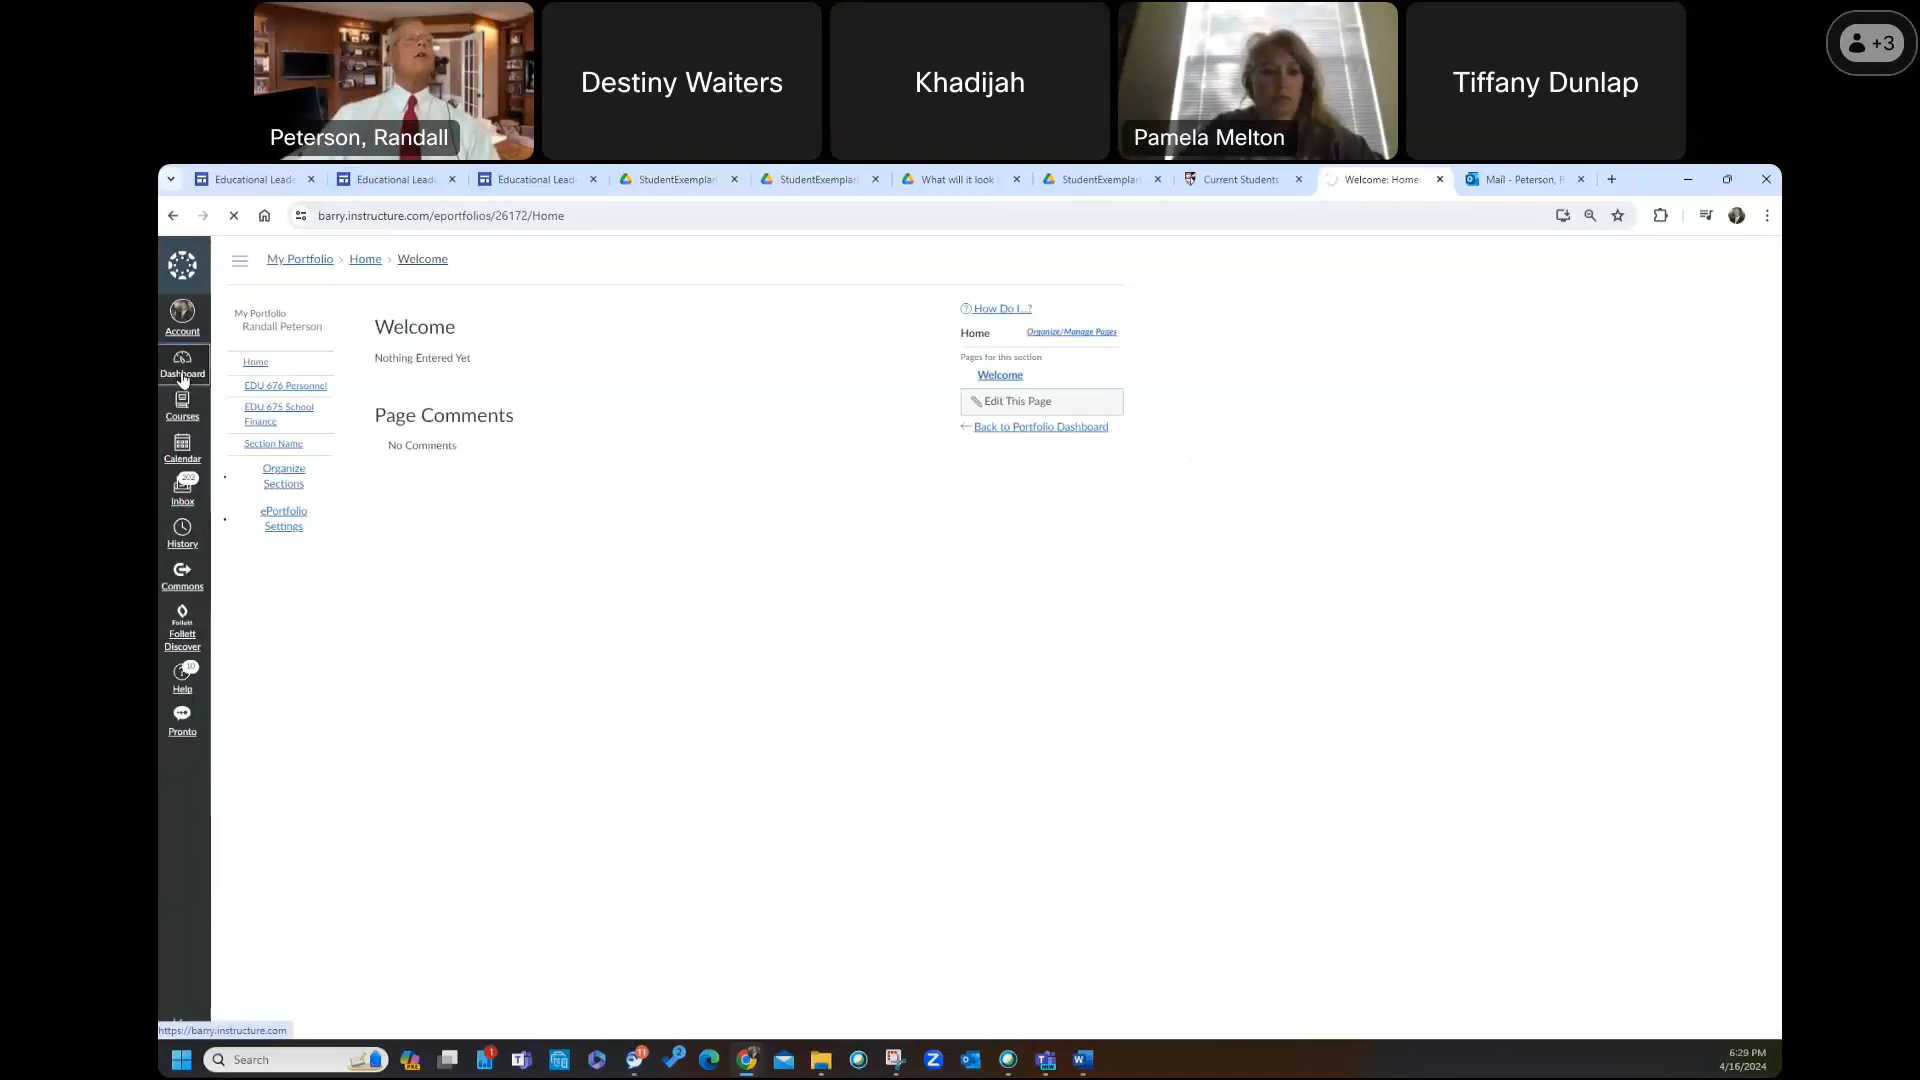 Peterson, Randall
Destiny Waiters
Khadijah
Pamela Melton
Tiffany Dunlap
+3
Educational Leade
Educational Leade
Educational Leade
StudentExemplar
StudentExemplar
What will it look
StudentExemplar
Current Students
Welcome: Home:
Mail - Peterson, R
barry.instructure.com/eportfolios/26172/Home
My Portfolio › Home › Welcome
Account
Dashboard
Courses
Calendar
202
Inbox
History
Commons
Follett
Follett
Discover
10
Help
Pronto
My Portfolio
Randall Peterson
Home
EDU 676 Personnel
EDU 675 School
Finance
Section Name
Organize
Sections
ePortfolio
Settings
Welcome
Nothing Entered Yet
Page Comments
No Comments
How Do I...?
Home Organize/Manage Pages
Pages for this section
Welcome
Edit This Page
Back to Portfolio Dashboard
https://barry.instructure.com
Search
6:29 PM
4/16/2024